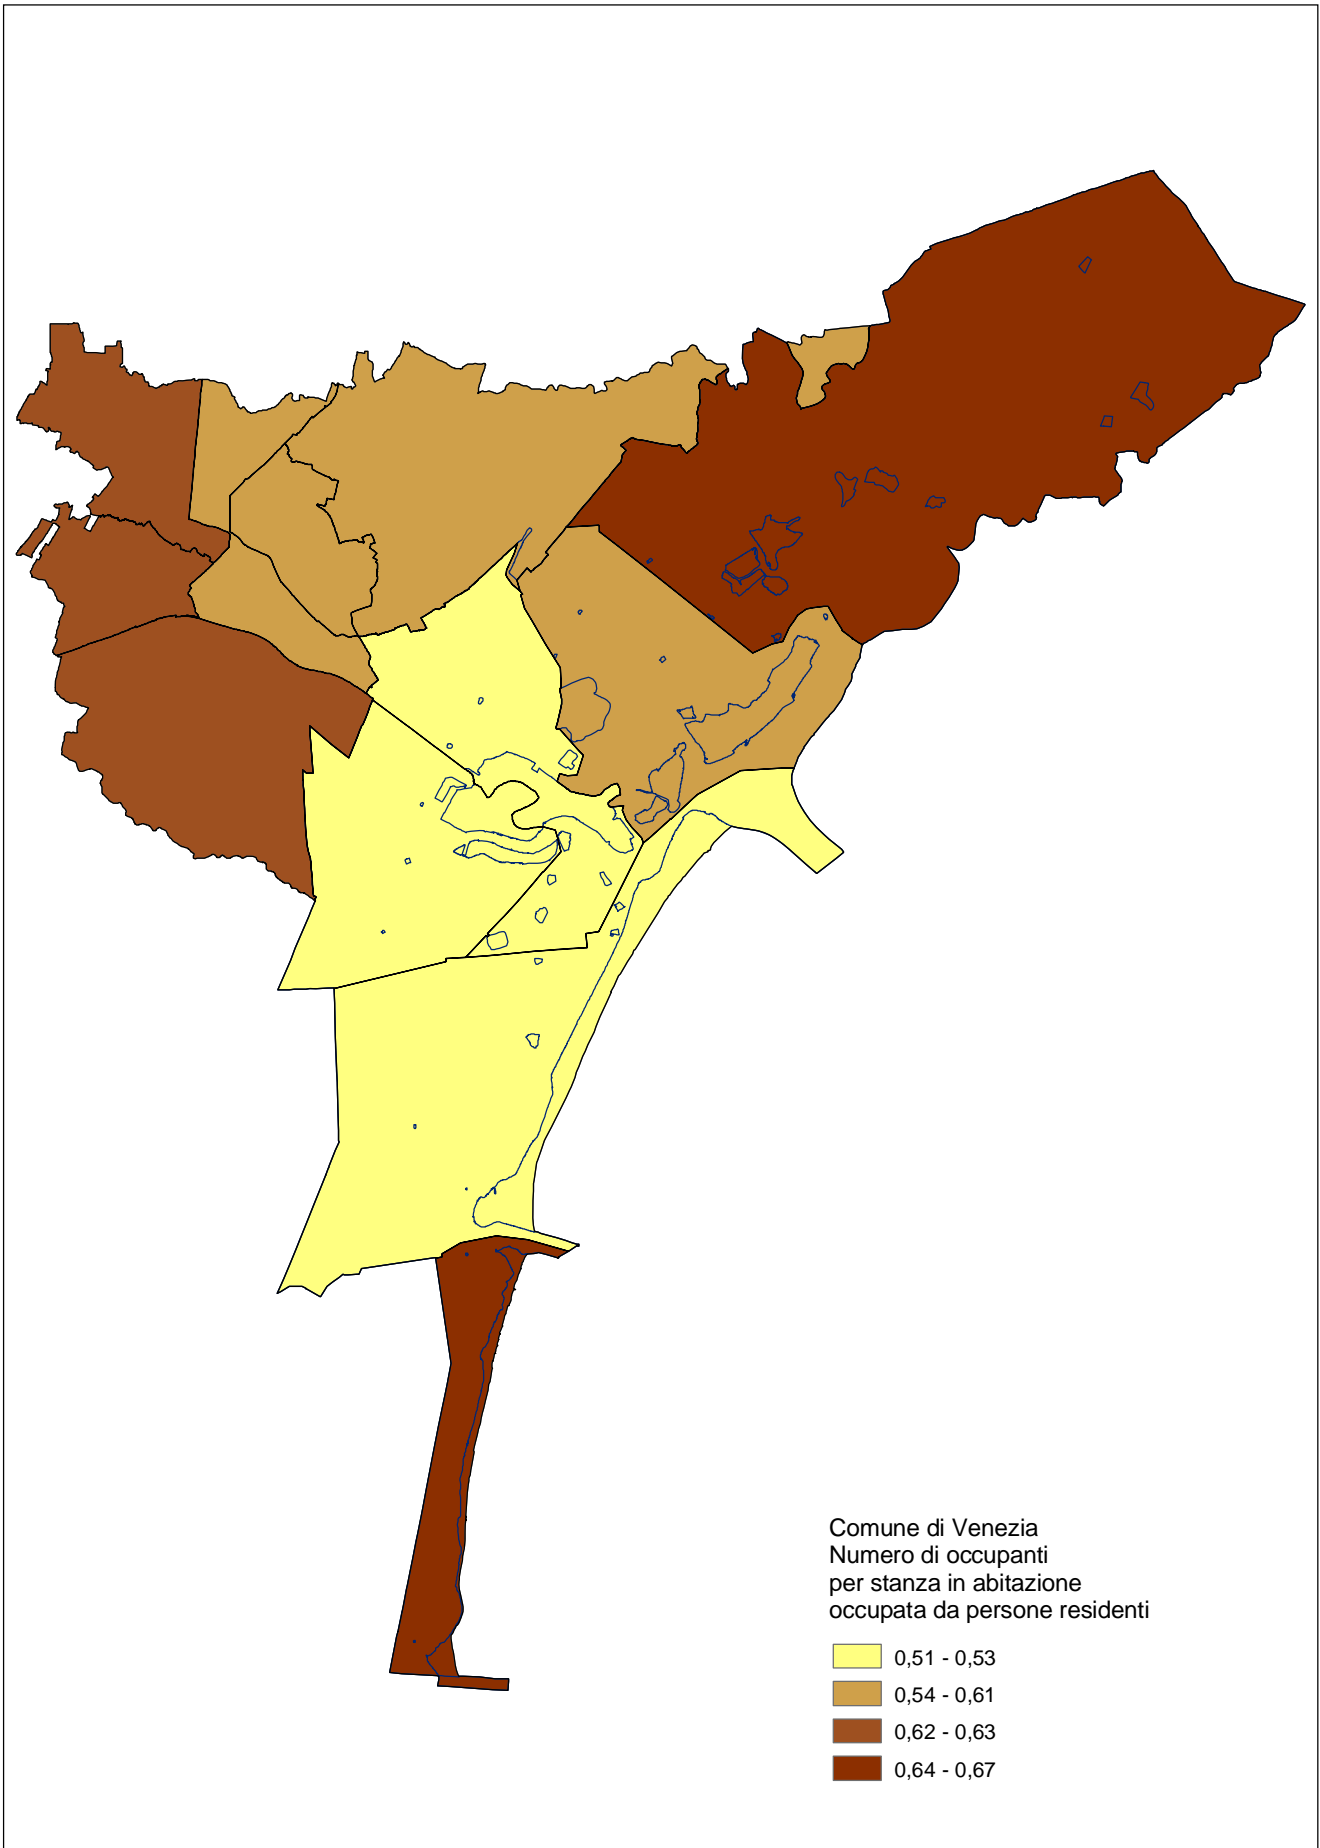 Comune di Venezia
Numero di occupanti
per stanza in abitazione
occupata da persone residenti
0,51 - 0,53
0,54 - 0,61
0,62 - 0,63
0,64 - 0,67